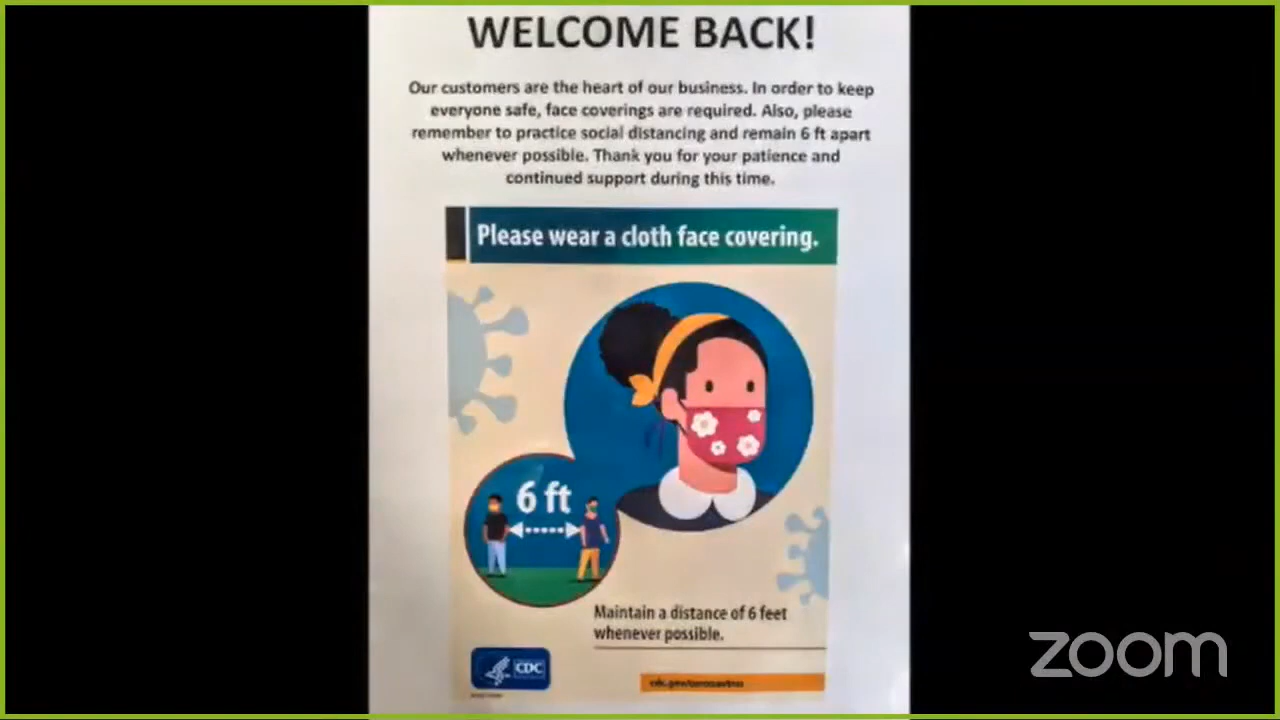 WELCOME BACK!
Our customers are the heart of our business. In order to keep
everyone safe, face coverings are required. Also, please
remember to practice social distancing and remain 6 ft apart
whenever possible. Thank you for your patience and
continued support during this time.
Please wear a cloth face covering.
6 ft
Maintain a distance of 6 feet
whenever possible.
CDC
cdc.gov/coronavirus
zoom